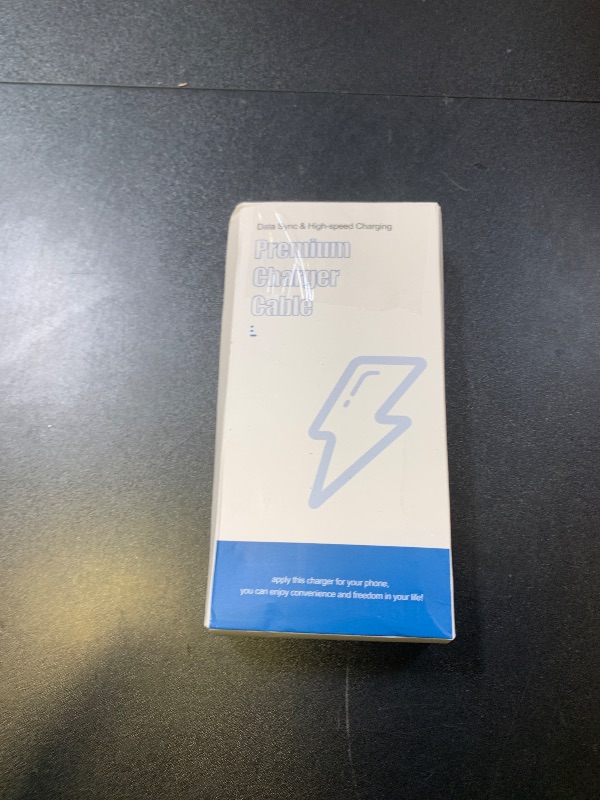 Data Sync & High-speed Charging
Premium
Charger
Cable
apply this charger for your phone,
you can enjoy convenience and freedom in your life!